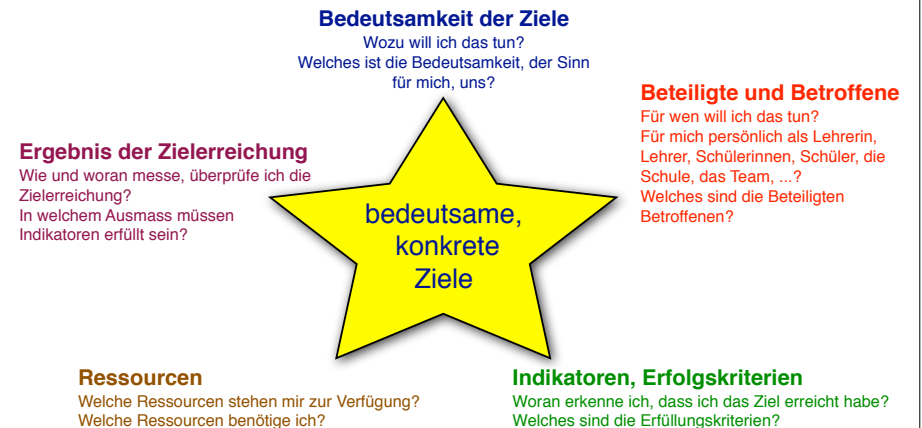 Bedeutsamkeit der Ziele
Wozu will ich das tun?
Welches ist die Bedeutsamkeit, der Sinn
für mich, uns?
Beteiligte und Betroffene
Für wen will ich das tun?
Für mich persönlich als Lehrerin,
Lehrer, Schülerinnen, Schüler, die
Schule, das Team, ...?
Welches sind die Beteiligten
Betroffenen?
Ergebnis der Zielerreichung
Wie und woran messe, überprüfe ich die
Zielerreichung?
In welchem Ausmass müssen
Indikatoren erfüllt sein?
bedeutsame,
konkrete
Ziele
Ressourcen
Welche Ressourcen stehen mir zur Verfügung?
Welche Ressourcen benötige ich?
Indikatoren, Erfolgskriterien
Woran erkenne ich, dass ich das Ziel erreicht habe?
Welches sind die Erfüllungskriterien?